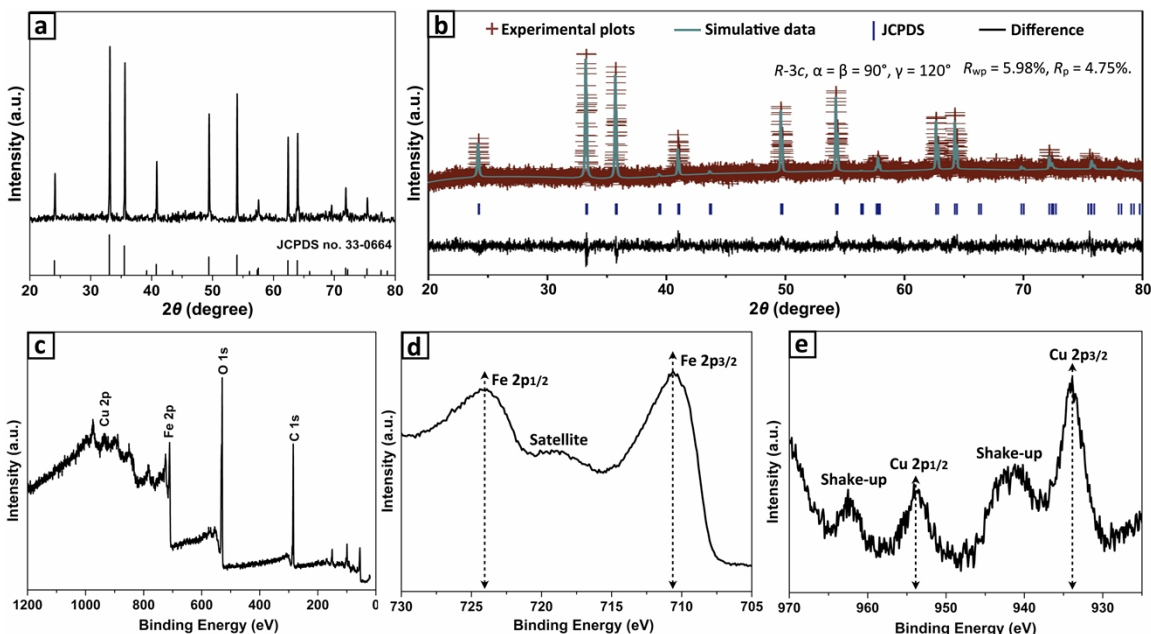 a
Intensity (a.u.)
JCPDS no. 33-0664
20 30 40 50 60 70 80
2θ (degree)
b
Experimental plots Simulative data JCPDS Difference
R-3c, α = β = 90°, γ = 120° Rwp = 5.98%, Rp = 4.75%.
Intensity (a.u.)
20 30 40 50 60 70 80
2θ (degree)
c
Intensity (a.u.)
Cu 2p
Fe 2p
O 1s
C 1s
1200 1000 800 600 400 200 0
Binding Energy (eV)
d
Intensity (a.u.)
Fe 2p1/2
Satellite
Fe 2p3/2
730 725 720 715 710 705
Binding Energy (eV)
e
Intensity (a.u.)
Shake-up
Cu 2p1/2
Shake-up
Cu 2p3/2
970 960 950 940 930
Binding Energy (eV)